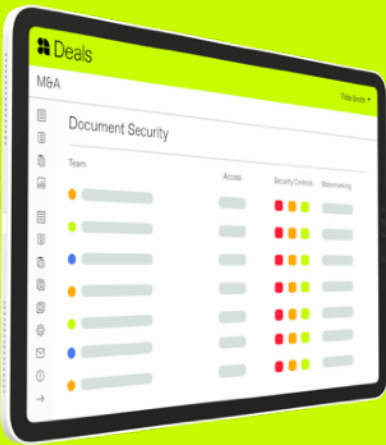 Deals
M&A
Tilde Smith
Document Security
Team Access Security Controls Watermarking